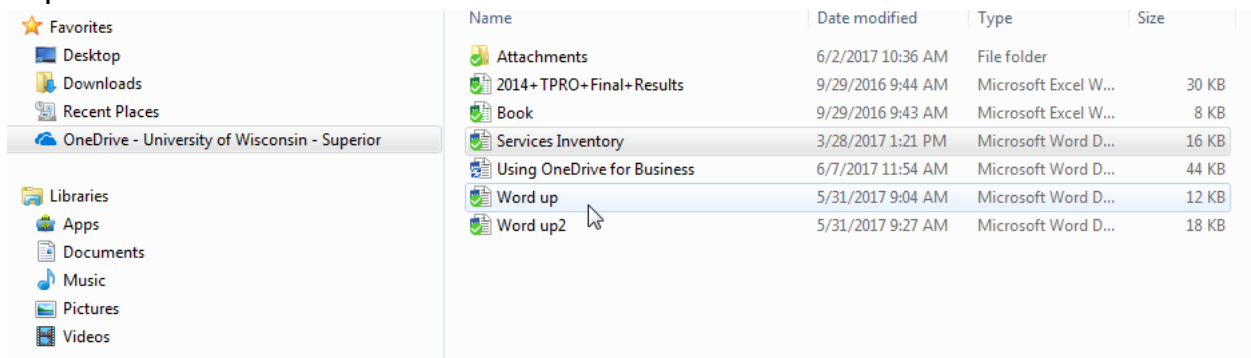 Favorites
Desktop
Downloads
Recent Places
OneDrive - University of Wisconsin - Superior
Libraries
Apps
Documents
Music
Pictures
Videos
Name Date modified Type Size
Attachments 6/2/2017 10:36 AM File folder
2014+TPRO+Final+Results 9/29/2016 9:44 AM Microsoft Excel W... 30 KB
Book 9/29/2016 9:43 AM Microsoft Excel W... 8 KB
Services Inventory 3/28/2017 1:21 PM Microsoft Word D... 16 KB
Using OneDrive for Business 6/7/2017 11:54 AM Microsoft Word D... 44 KB
Word up 5/31/2017 9:04 AM Microsoft Word D... 12 KB
Word up2 5/31/2017 9:27 AM Microsoft Word D... 18 KB